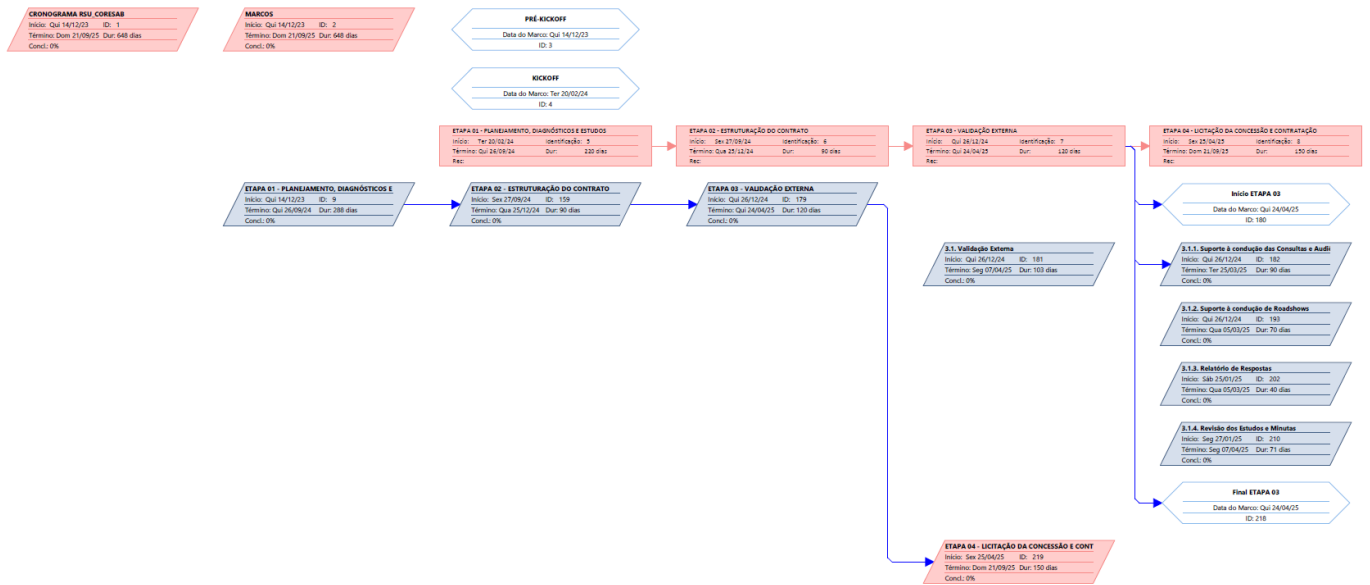 CRONOGRAMA RSU_CORESAB
Início: Qui 14/12/23 ID: 1
Término: Dom 21/09/25 Dur: 648 dias
Concl.: 0%
MARCOS
Início: Qui 14/12/23 ID: 2
Término: Dom 21/09/25 Dur: 648 dias
Concl.: 0%
PRÉ-KICKOFF
Data do Marco: Qui 14/12/23
ID: 3
KICKOFF
Data do Marco: Ter 20/02/24
ID: 4
ETAPA 01 - PLANEJAMENTO, DIAGNÓSTICOS E ESTUDOS
Início: Ter 20/02/24 Identificação: 5
Término: Qui 26/09/24 Dur: 220 dias
Rec:
ETAPA 02 - ESTRUTURAÇÃO DO CONTRATO
Início: Sex 27/09/24 Identificação: 6
Término: Qua 25/12/24 Dur: 90 dias
Rec:
ETAPA 03 - VALIDAÇÃO EXTERNA
Início: Qui 26/12/24 Identificação: 7
Término: Qui 24/04/25 Dur: 120 dias
Rec:
ETAPA 04 - LICITAÇÃO DA CONCESSÃO E CONTRATAÇÃO
Início: Sex 25/04/25 Identificação: 8
Término: Dom 21/09/25 Dur: 150 dias
Rec:
ETAPA 01 - PLANEJAMENTO, DIAGNÓSTICOS E
Início: Qui 14/12/23 ID: 9
Término: Qui 26/09/24 Dur: 288 dias
Concl.: 0%
ETAPA 02 - ESTRUTURAÇÃO DO CONTRATO
Início: Sex 27/09/24 ID: 159
Término: Qua 25/12/24 Dur: 90 dias
Concl.: 0%
ETAPA 03 - VALIDAÇÃO EXTERNA
Início: Qui 26/12/24 ID: 179
Término: Qui 24/04/25 Dur: 120 dias
Concl.: 0%
Início ETAPA 03
Data do Marco: Qui 24/04/25
ID: 180
3.1. Validação Externa
Início: Qui 26/12/24 ID: 181
Término: Seg 07/04/25 Dur: 103 dias
Concl.: 0%
3.1.1. Suporte à condução das Consultas e Audi
Início: Qui 26/12/24 ID: 182
Término: Ter 25/03/25 Dur: 90 dias
Concl.: 0%
3.1.2. Suporte à condução de Roadshows
Início: Qui 26/12/24 ID: 193
Término: Qua 05/03/25 Dur: 70 dias
Concl.: 0%
3.1.3. Relatório de Respostas
Início: Sáb 25/01/25 ID: 202
Término: Qua 05/03/25 Dur: 40 dias
Concl.: 0%
3.1.4. Revisão dos Estudos e Minutas
Início: Seg 27/01/25 ID: 210
Término: Seg 07/04/25 Dur: 71 dias
Concl.: 0%
Final ETAPA 03
Data do Marco: Qui 24/04/25
ID: 218
ETAPA 04 - LICITAÇÃO DA CONCESSÃO E CONT
Início: Sex 25/04/25 ID: 219
Término: Dom 21/09/25 Dur: 150 dias
Concl.: 0%